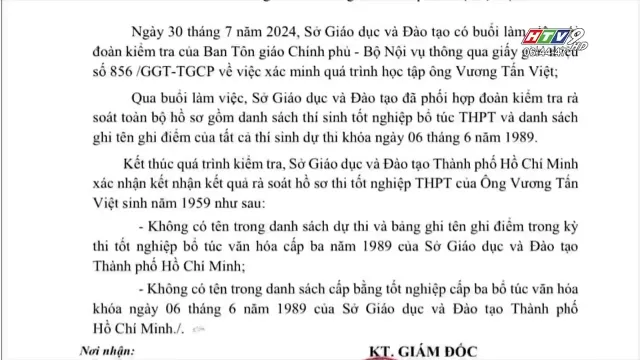 Ngày 30 tháng 7 năm 2024, Sở Giáo dục và Đào tạo có buổi làm
đoàn kiểm tra của Ban Tôn giáo Chính phủ - Bộ Nội vụ thông qua giấy giới thiệu
số 856 /GGT-TGCP về việc xác minh quá trình học tập ông Vương Tấn Việt;
Qua buổi làm việc, Sở Giáo dục và Đào tạo đã phối hợp đoàn kiểm tra rà
soát toàn bộ hồ sơ gồm danh sách thí sinh tốt nghiệp bổ túc THPT và danh sách
ghi tên ghi điểm của tất cả thí sinh dự thi khóa ngày 06 tháng 6 năm 1989.
Kết thúc quá trình kiểm tra, Sở Giáo dục và Đào tạo Thành phố Hồ Chí Minh
xác nhận kết nhận kết quả rà soát hồ sơ thi tốt nghiệp THPT của Ông Vương Tấn
Việt sinh năm 1959 như sau:
- Không có tên trong danh sách dự thi và bảng ghi tên ghi điểm trong kỳ
thi tốt nghiệp bổ túc văn hóa cấp ba năm 1989 của Sở Giáo dục và Đào tạo
Thành phố Hồ Chí Minh;
- Không có tên trong danh sách cấp bằng tốt nghiệp cấp ba bổ túc văn hóa
khóa ngày 06 tháng 6 năm 1989 của Sở Giáo dục và Đào tạo Thành phố
Hồ Chí Minh./.
Nơi nhận:
KT. GIÁM ĐỐC
HTV9
HD